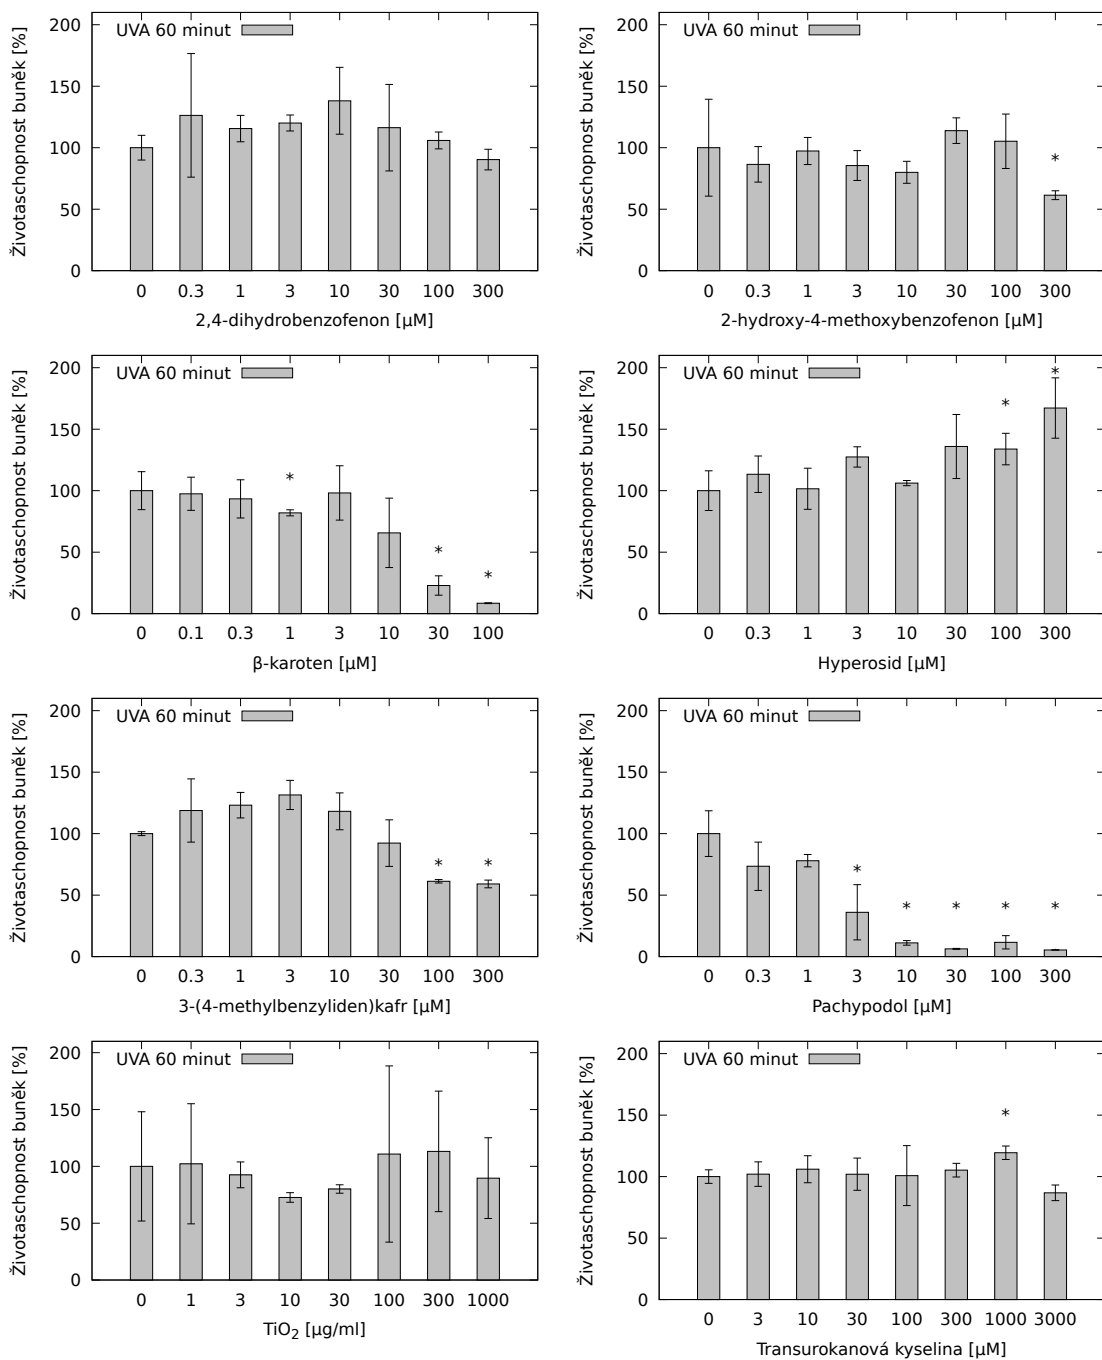 Životaschopnost buněk [%]
UVA 60 minut
200
150
100
50
0
0 0.3 1 3 10 30 100 300
2,4-dihydrobenzofenon [µM]
Životaschopnost buněk [%]
UVA 60 minut
200
150
100
50
0
*
0 0.3 1 3 10 30 100 300
2-hydroxy-4-methoxybenzofenon [µM]
Životaschopnost buněk [%]
UVA 60 minut
200
150
100
50
0
* * *
0 0.1 0.3 1 3 10 30 100
β-karoten [µM]
Životaschopnost buněk [%]
UVA 60 minut
200
150
100
50
0
* *
0 0.3 1 3 10 30 100 300
Hyperosid [µM]
Životaschopnost buněk [%]
UVA 60 minut
200
150
100
50
0
* *
0 0.3 1 3 10 30 100 300
3-(4-methylbenzyliden)kafr [µM]
Životaschopnost buněk [%]
UVA 60 minut
200
150
100
50
0
* * * * *
0 0.3 1 3 10 30 100 300
Pachypodol [µM]
Životaschopnost buněk [%]
UVA 60 minut
200
150
100
50
0
0 1 3 10 30 100 300 1000
TiO₂ [µg/ml]
Životaschopnost buněk [%]
UVA 60 minut
200
150
100
50
0
*
0 3 10 30 100 300 1000 3000
Transurokanová kyselina [µM]